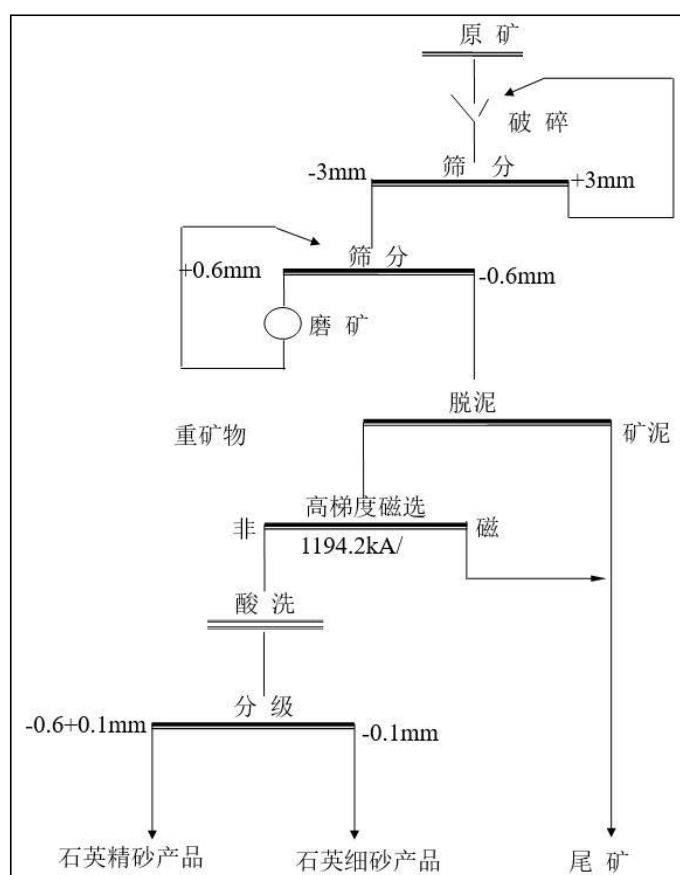 原 矿
破 碎
筛 分
-3mm
+3mm
筛 分
+0.6mm
-0.6mm
磨 矿
脱泥
重矿物
矿泥
高梯度磁选
非
磁
1194.2kA/
酸 洗
分 级
-0.6+0.1mm
-0.1mm
石英精砂产品
石英细砂产品
尾 矿